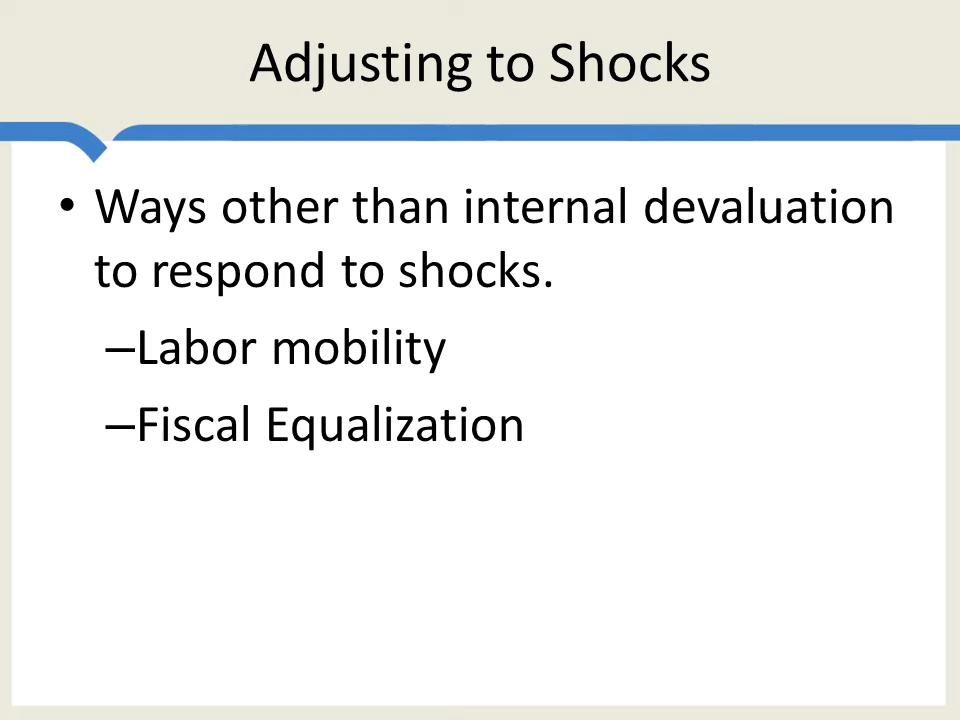 Adjusting to Shocks
• Ways other than internal devaluation
to respond to shocks.
–Labor mobility
–Fiscal Equalization